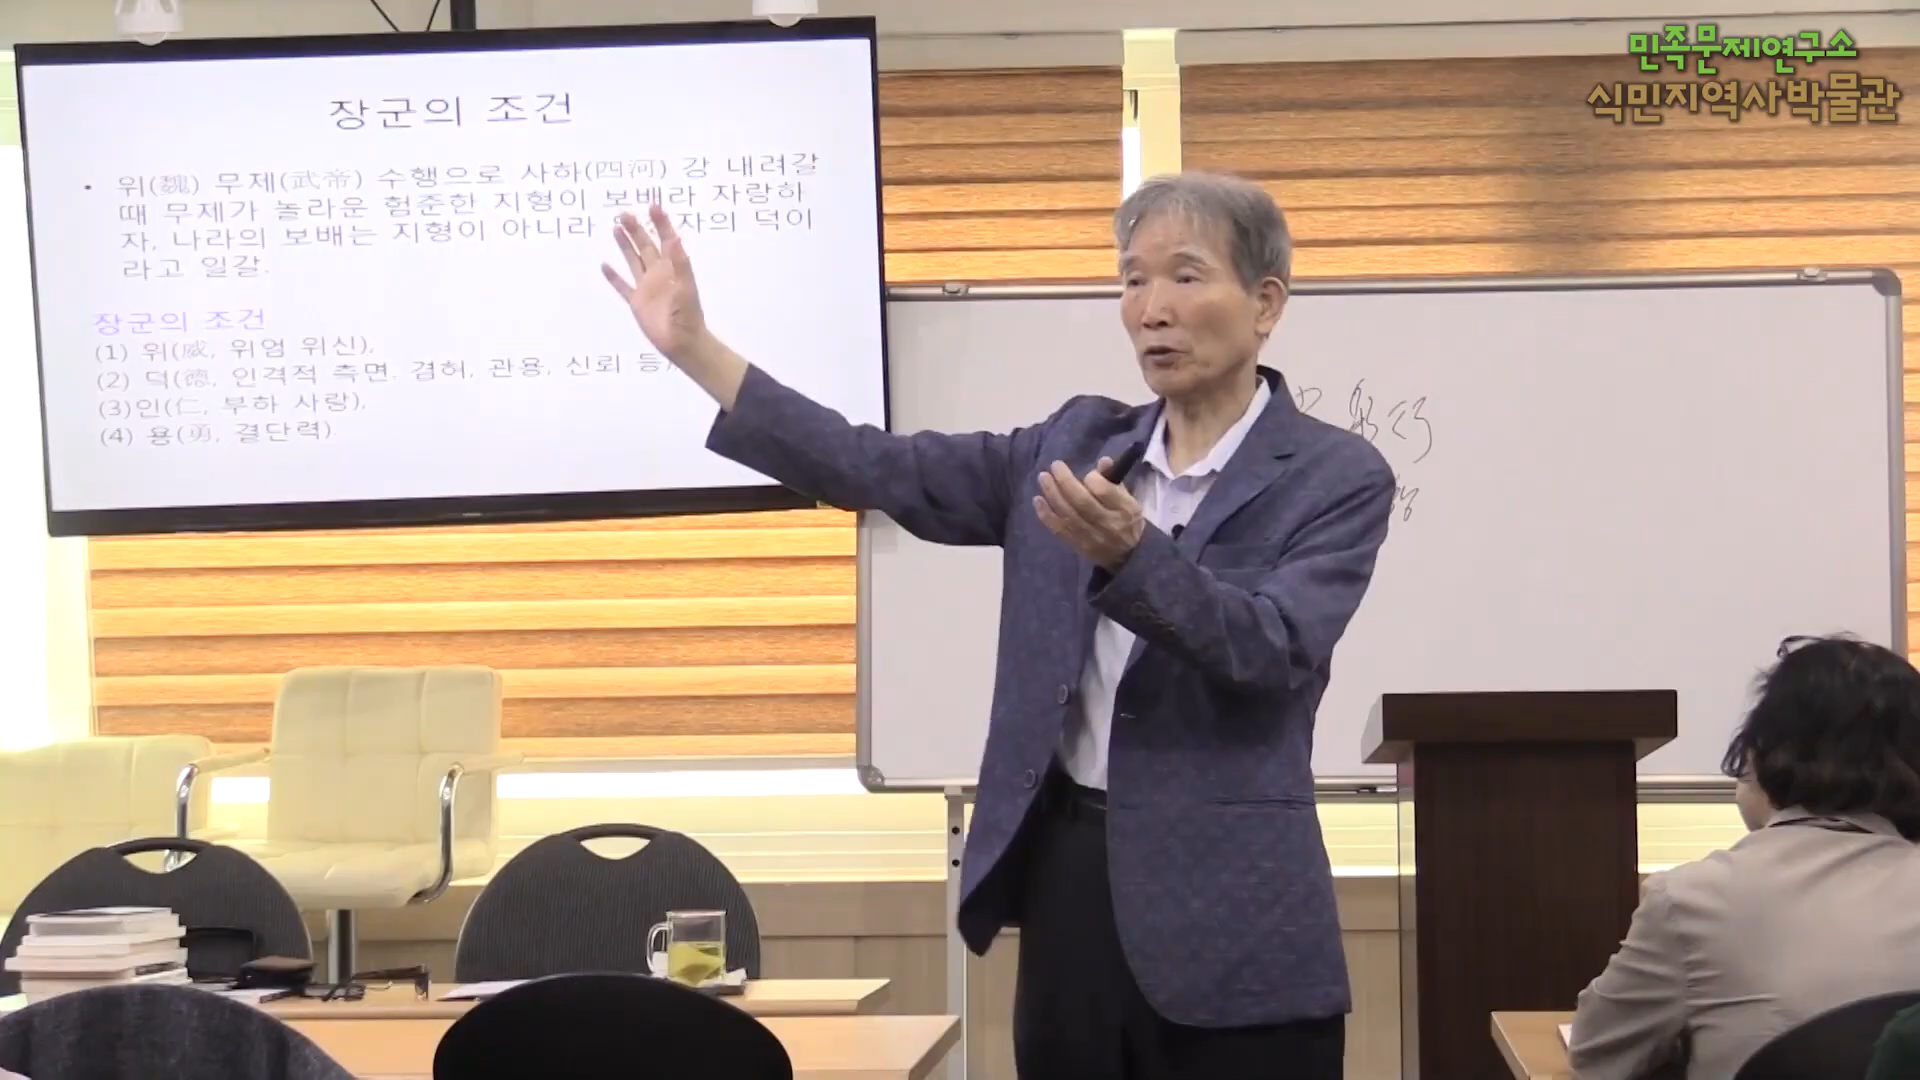 장군의 조건
• 위(魏) 무제(武帝) 수행으로 사하(四河) 강 내려갈
때 무제가 놀라운 험준한 지형이 보배라 자랑하
자, 나라의 보배는 지형이 아니라 자의 덕이
라고 일갈.
장군의 조건
(1) 위(威, 위엄 위신),
(2) 덕(德, 인격적 측면. 겸허, 관용, 신뢰 등),
(3)인(仁, 부하 사랑),
(4) 용(勇, 결단력).
민족문제연구소
식민지역사박물관